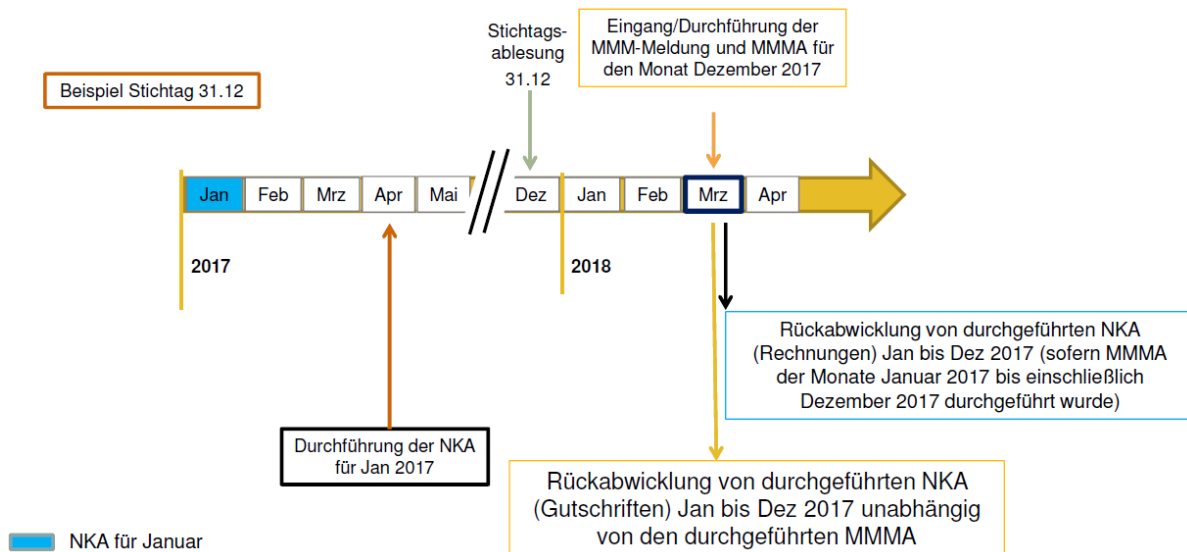 Beispiel Stichtag 31.12
Stichtags-
ablesung
31.12
Eingang/Durchführung der
MMM-Meldung und MMMA für
den Monat Dezember 2017
Jan
Feb
Mrz
Apr
Mai
Dez
Jan
Feb
Mrz
Apr
2017
2018
Rückabwicklung von durchgeführten NKA
(Rechnungen) Jan bis Dez 2017 (sofern MMMA
der Monate Januar 2017 bis einschließlich
Dezember 2017 durchgeführt wurde)
Durchführung der NKA
für Jan 2017
Rückabwicklung von durchgeführten NKA
(Gutschriften) Jan bis Dez 2017 unabhängig
von den durchgeführten MMMA
NKA für Januar